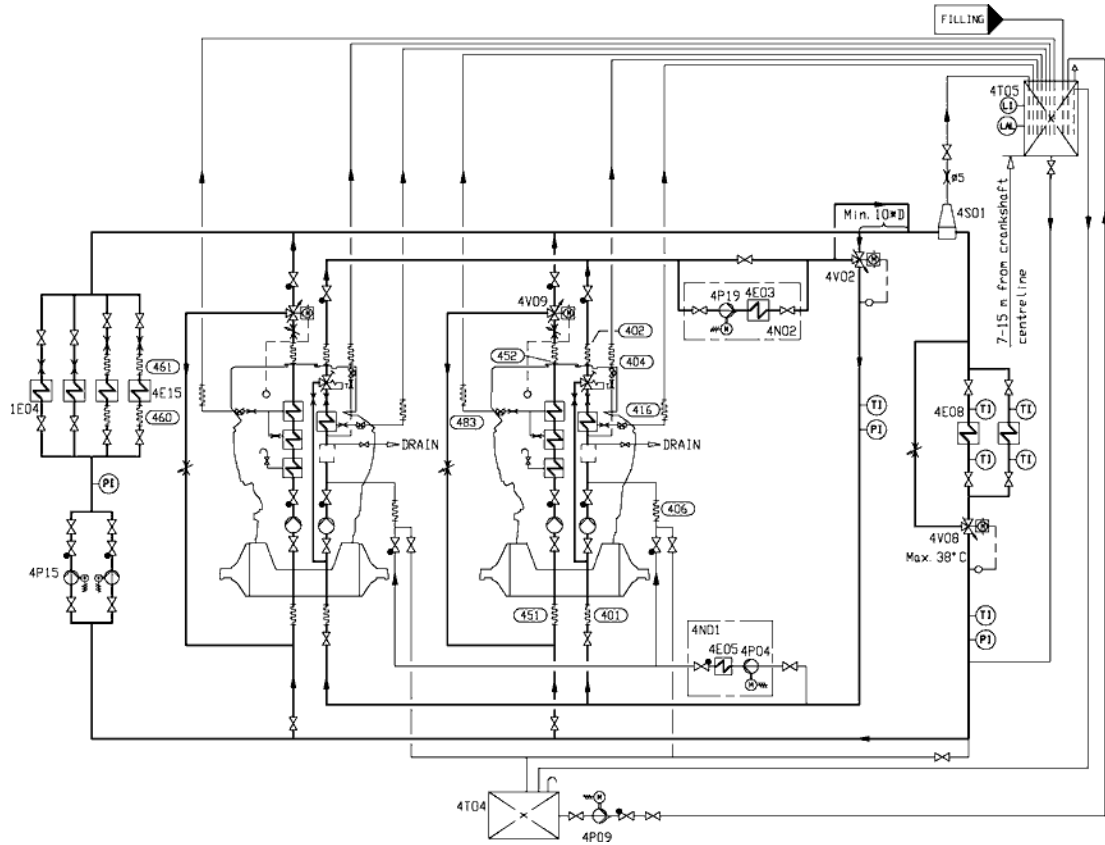 FILLING
4T05
LI
LAL
ø5
4S01
Min. 10*D
7-15 m from crankshaft
centreline
4V02
M
4V09
M
M
4P19
4E03
M
4N02
402
452
404
461
4E15
1E04
460
483
416
TI
PI
4E08
TI
TI
TI
TI
DRAIN
DRAIN
PI
406
4V08
M
Max. 38°C
4P15
M
M
451
401
4N01
4E05
4P04
M
TI
PI
4T04
M
4P09